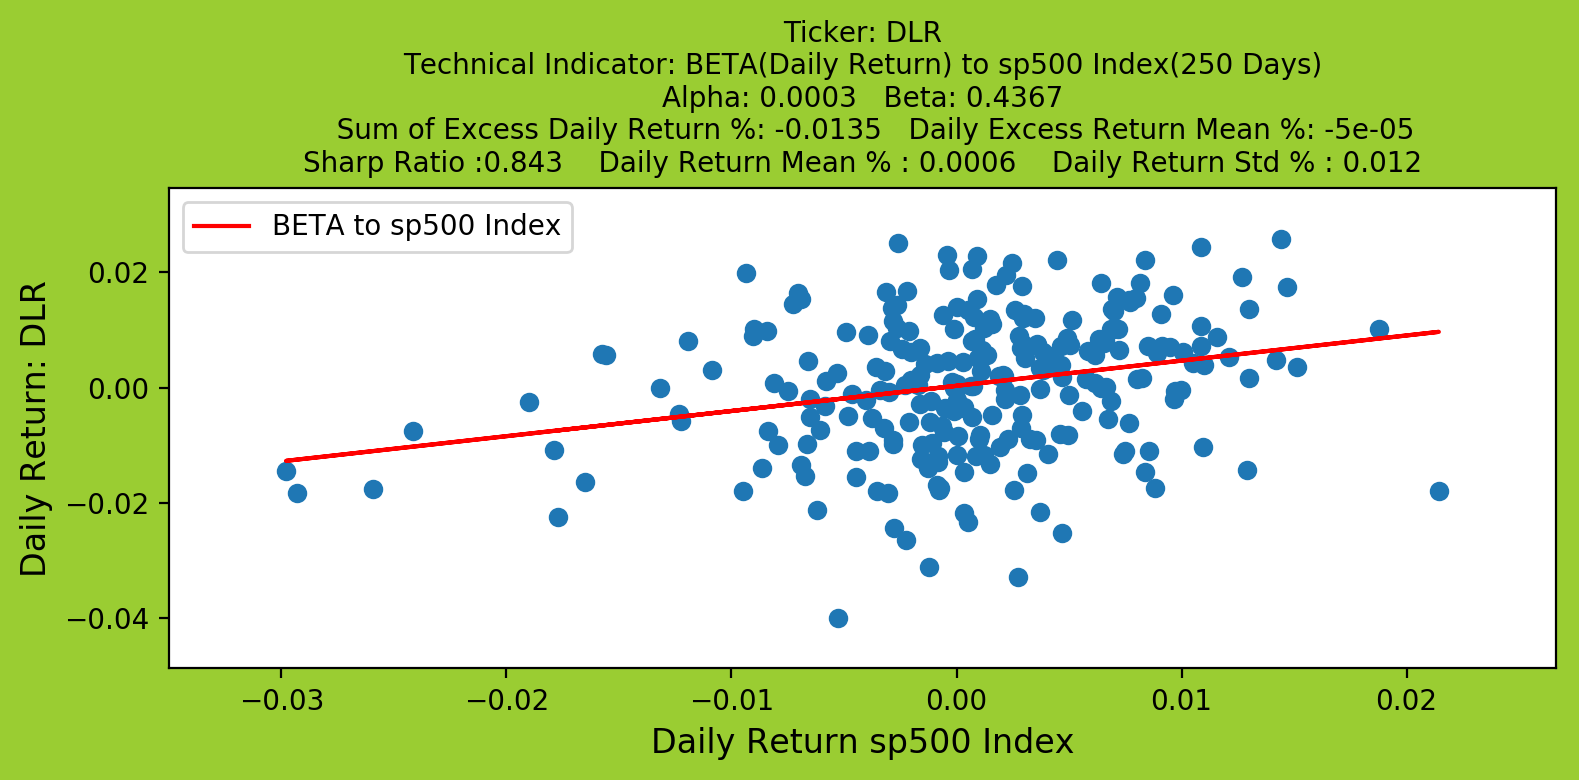 Ticker: DLR
Technical Indicator: BETA(Daily Return) to sp500 Index(250 Days)
Alpha: 0.0003   Beta: 0.4367
Sum of Excess Daily Return %: -0.0135   Daily Excess Return Mean %: -5e-05
Sharp Ratio :0.843    Daily Return Mean % : 0.0006    Daily Return Std % : 0.012
BETA to sp500 Index
0.02
0.00
−0.02
−0.04
Daily Return: DLR
−0.03
−0.02
−0.01
0.00
0.01
0.02
Daily Return sp500 Index